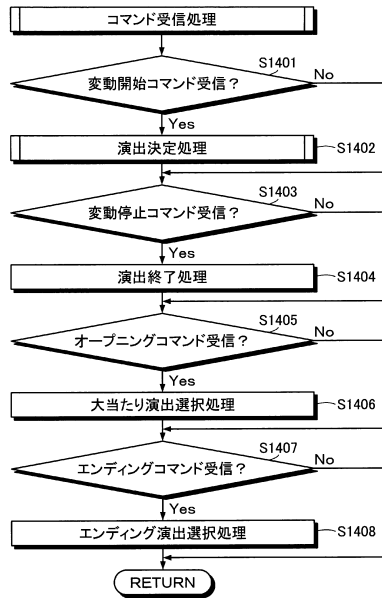 コマンド受信処理
S1401
変動開始コマンド受信?
No
Yes
演出決定処理
S1402
S1403
変動停止コマンド受信?
No
Yes
演出終了処理
S1404
S1405
オープニングコマンド受信?
No
Yes
大当たり演出選択処理
S1406
S1407
エンディングコマンド受信?
No
Yes
エンディング演出選択処理
S1408
RETURN